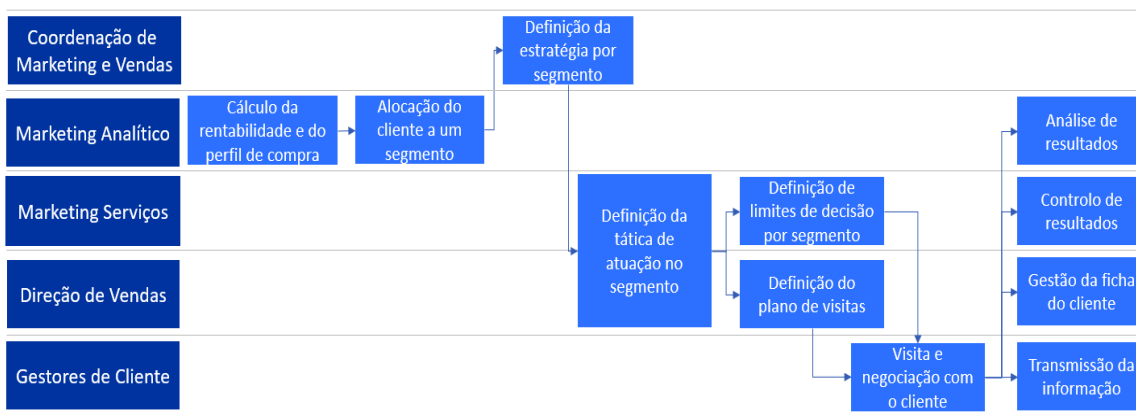 Coordenação de
Marketing e Vendas
Definição da
estratégia por
segmento
Marketing Analítico
Cálculo da
rentabilidade e do
perfil de compra
Alocação do
cliente a um
segmento
Análise de
resultados
Marketing Serviços
Definição da
tática de
atuação no
segmento
Definição de
limites de decisão
por segmento
Controlo de
resultados
Direção de Vendas
Definição do
plano de visitas
Gestão da ficha
do cliente
Gestores de Cliente
Visita e
negociação com
o cliente
Transmissão da
informação